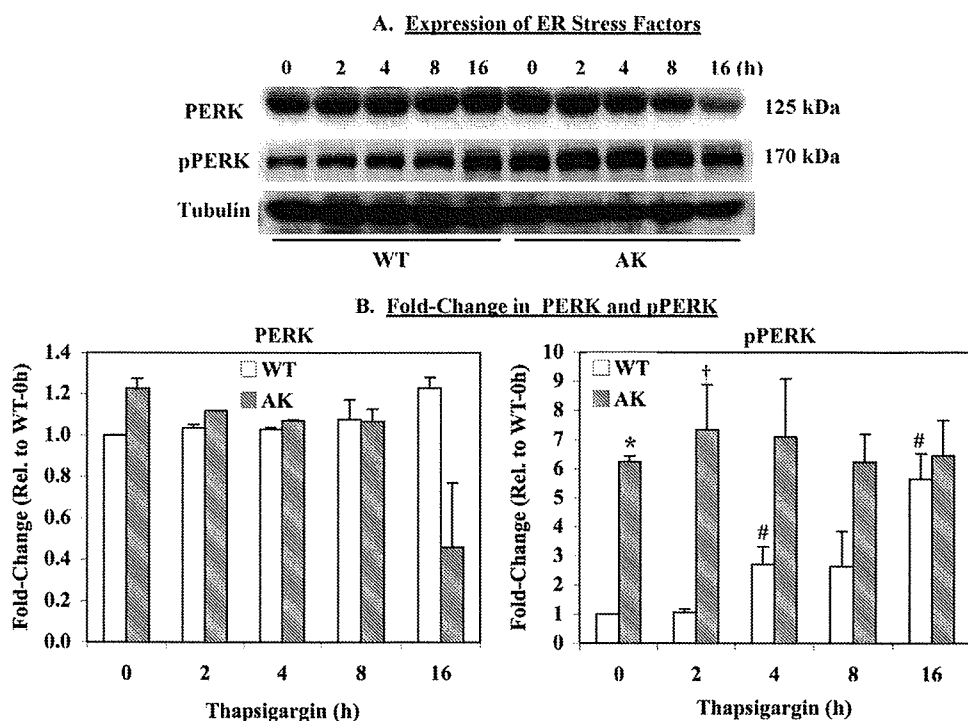 A. Expression of ER Stress Factors
0 2 4 8 16 0 2 4 8 16 (h)
PERK 125 kDa
pPERK 170 kDa
Tubulin
WT AK
B. Fold-Change in PERK and pPERK
PERK
Fold-Change (Rel. to WT-0h)
1.4
1.2
1.0
0.8
0.6
0.4
0.2
0.0
WT
AK
0 2 4 8 16
Thapsigargin (h)
pPERK
Fold-Change (Rel. to WT-0h)
10
9
8
7
6
5
4
3
2
1
0
WT
AK
*
†
#
#
0 2 4 8 16
Thapsigargin (h)